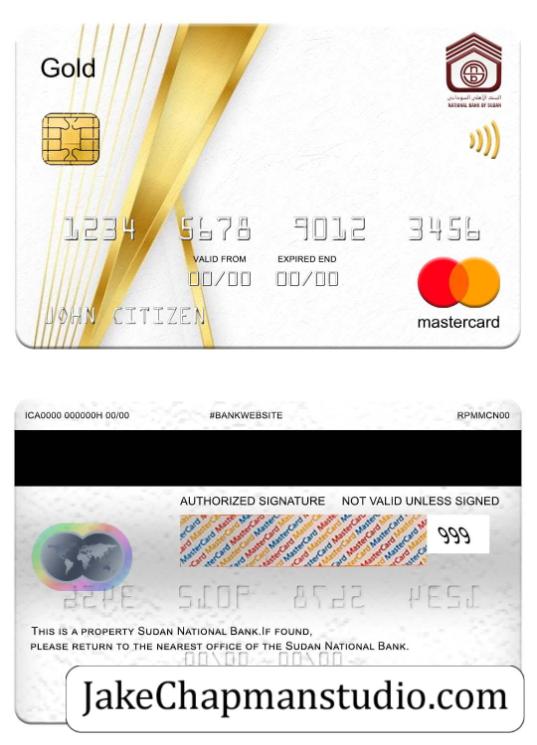 Gold
البنك الأهلي السوداني
NATIONAL BANK OF SUDAN
1234 5678 9012 3456
VALID FROM EXPIRED END
00/00 00/00
JOHN CITIZEN
mastercard
ICA0000 000000H 00/00 #BANKWEBSITE RPMMCN00
AUTHORIZED SIGNATURE NOT VALID UNLESS SIGNED
MasterCard MasterCard MasterCard
999
THIS IS A PROPERTY SUDAN NATIONAL BANK.IF FOUND,
PLEASE RETURN TO THE NEAREST OFFICE OF THE SUDAN NATIONAL BANK.
JakeChapmanstudio.com